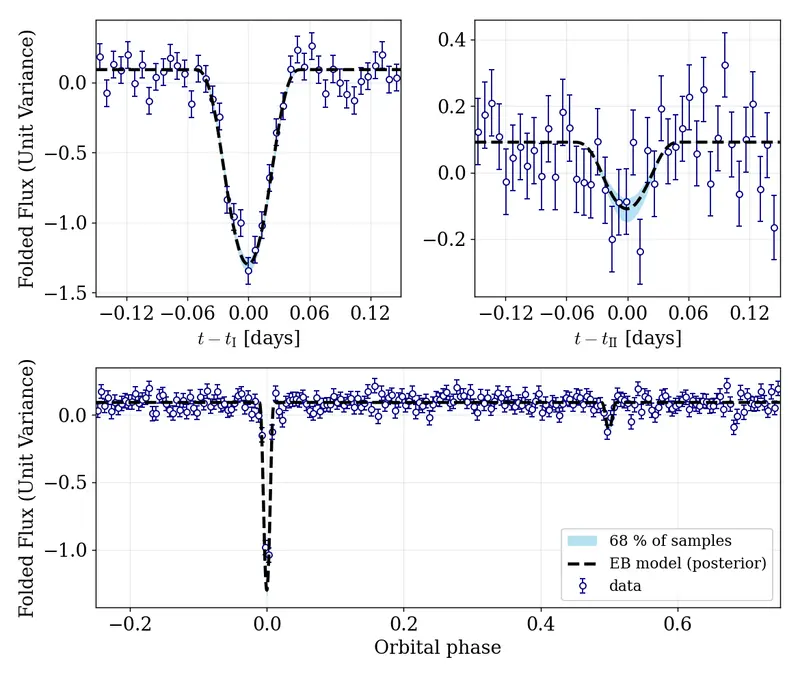 Folded Flux (Unit Variance)
0.0
−0.5
−1.0
−1.5
−0.12 −0.06 0.00 0.06 0.12
t − tI [days]
0.4
0.2
0.0
−0.2
−0.12 −0.06 0.00 0.06 0.12
t − tII [days]
Folded Flux (Unit Variance)
0.0
−0.5
−1.0
68 % of samples
EB model (posterior)
data
−0.2 0.0 0.2 0.4 0.6
Orbital phase